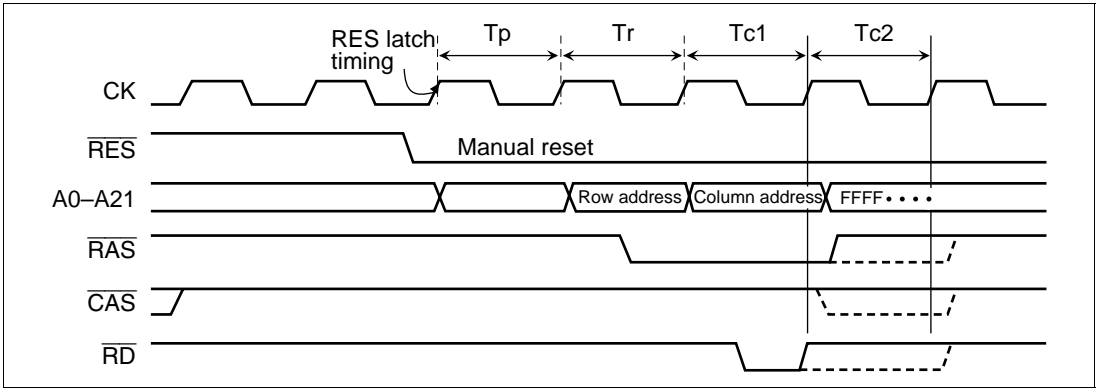 RES latch
timing
Tp
Tr
Tc1
Tc2
CK
RES
Manual reset
A0–A21
Row address
Column address
FFFF • • • •
RAS
CAS
RD